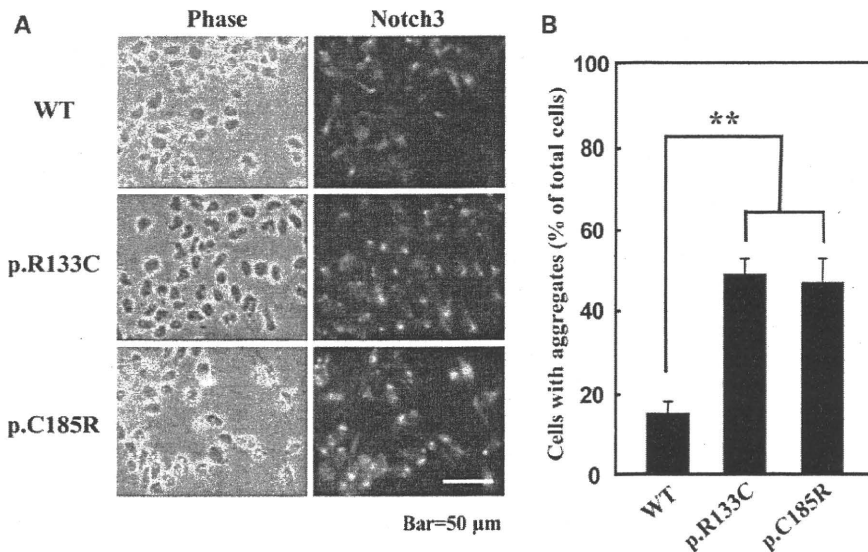 A
Phase
Notch3
WT
p.R133C
p.C185R
Bar=50 μm
B
Cells with aggregates (% of total cells)
100
80
60
40
20
0
**
WT
p.R133C
p.C185R